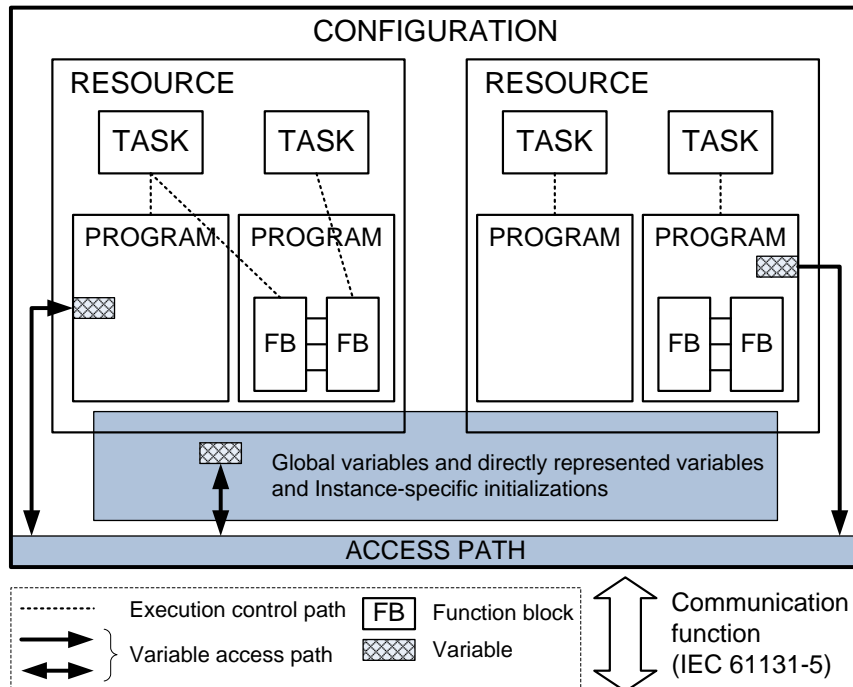 CONFIGURATION
RESOURCE
TASK
TASK
PROGRAM
PROGRAM
FB
FB
RESOURCE
TASK
TASK
PROGRAM
PROGRAM
FB
FB
Global variables and directly represented variables
and Instance-specific initializations
ACCESS PATH
Execution control path
Variable access path
FB
Function block
Variable
Communication
function
(IEC 61131-5)